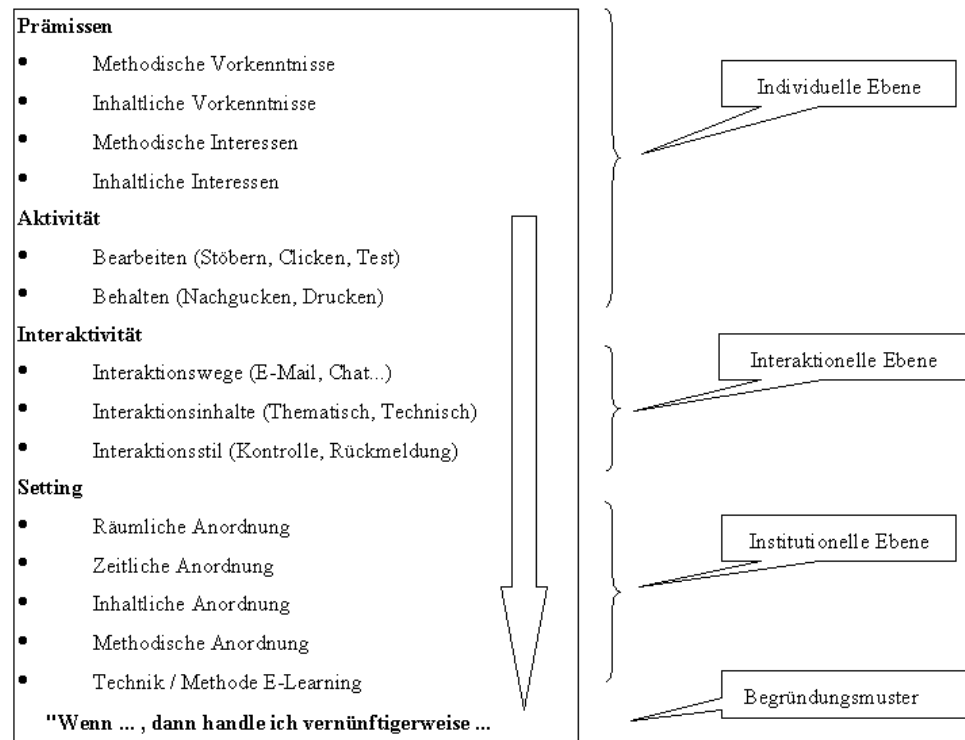 Prämissen
• Methodische Vorkenntnisse
• Inhaltliche Vorkenntnisse
• Methodische Interessen
• Inhaltliche Interessen
Aktivität
• Bearbeiten (Stöbern, Clicken, Test)
• Behalten (Nachgucken, Drucken)
Interaktivität
• Interaktionswege (E-Mail, Chat...)
• Interaktionsinhalte (Thematisch, Technisch)
• Interaktionsstil (Kontrolle, Rückmeldung)
Setting
• Räumliche Anordnung
• Zeitliche Anordnung
• Inhaltliche Anordnung
• Methodische Anordnung
• Technik / Methode E-Learning
"Wenn ... , dann handle ich vernünftigerweise ...
Individuelle Ebene
Interaktionelle Ebene
Institutionelle Ebene
Begründungsmuster